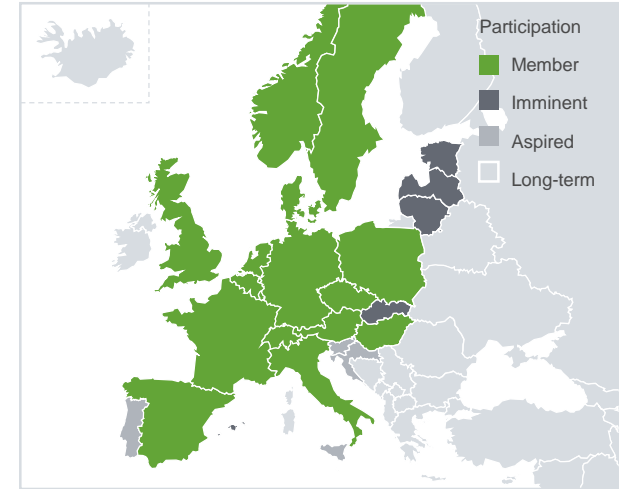 Participation
Member
Imminent
Aspired
Long-term